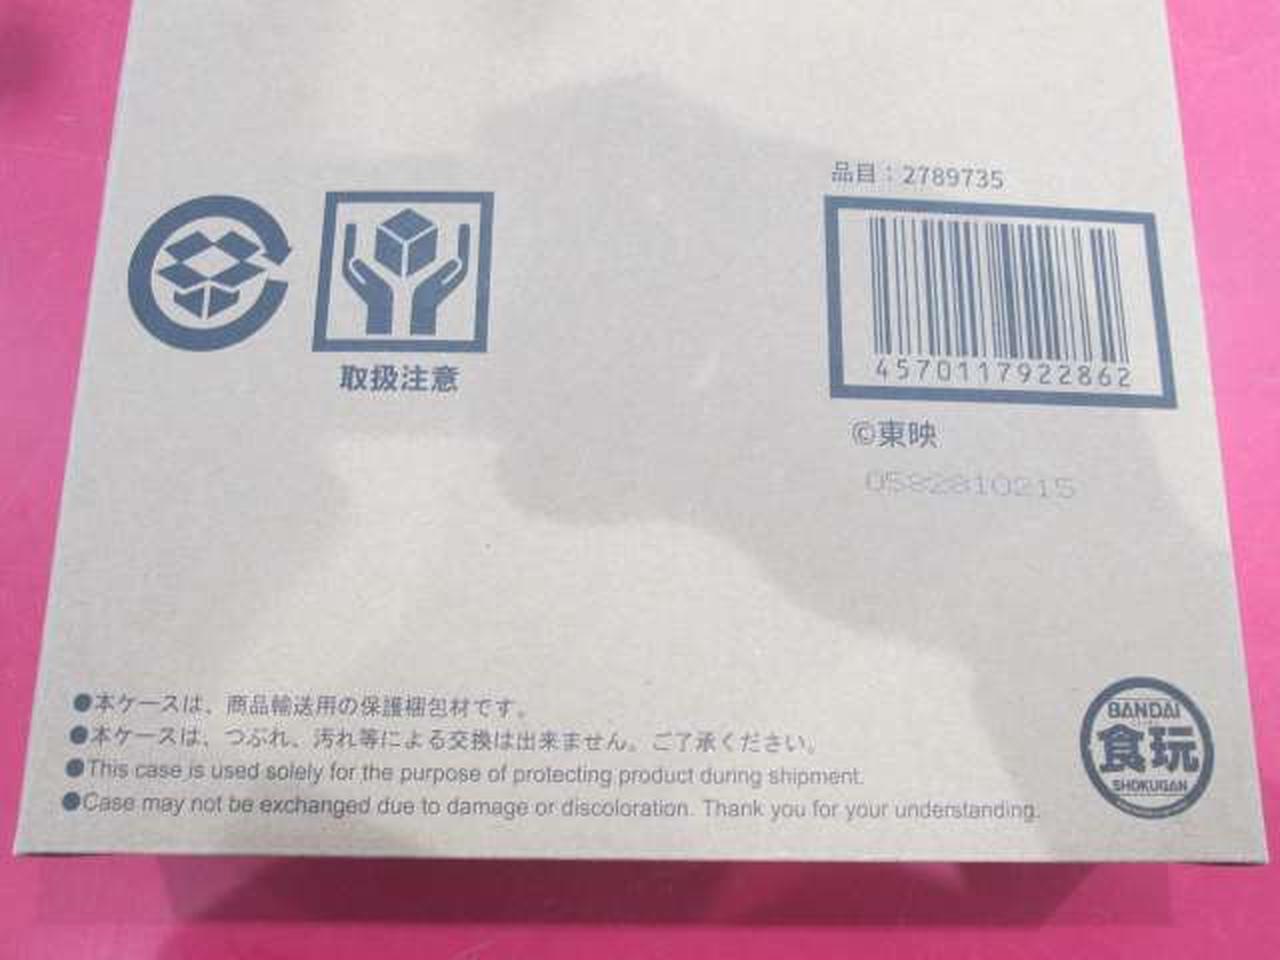 品目：2789735
4570117922862
取扱注意
©東映
0582810215
●本ケースは、商品輸送用の保護梱包材です。
●本ケースは、つぶれ、汚れ等による交換は出来ません。ご了承ください。
●This case is used solely for the purpose of protecting product during shipment.
●Case may not be exchanged due to damage or discoloration. Thank you for your understanding.
BANDAI
食玩
SHOKUGAN